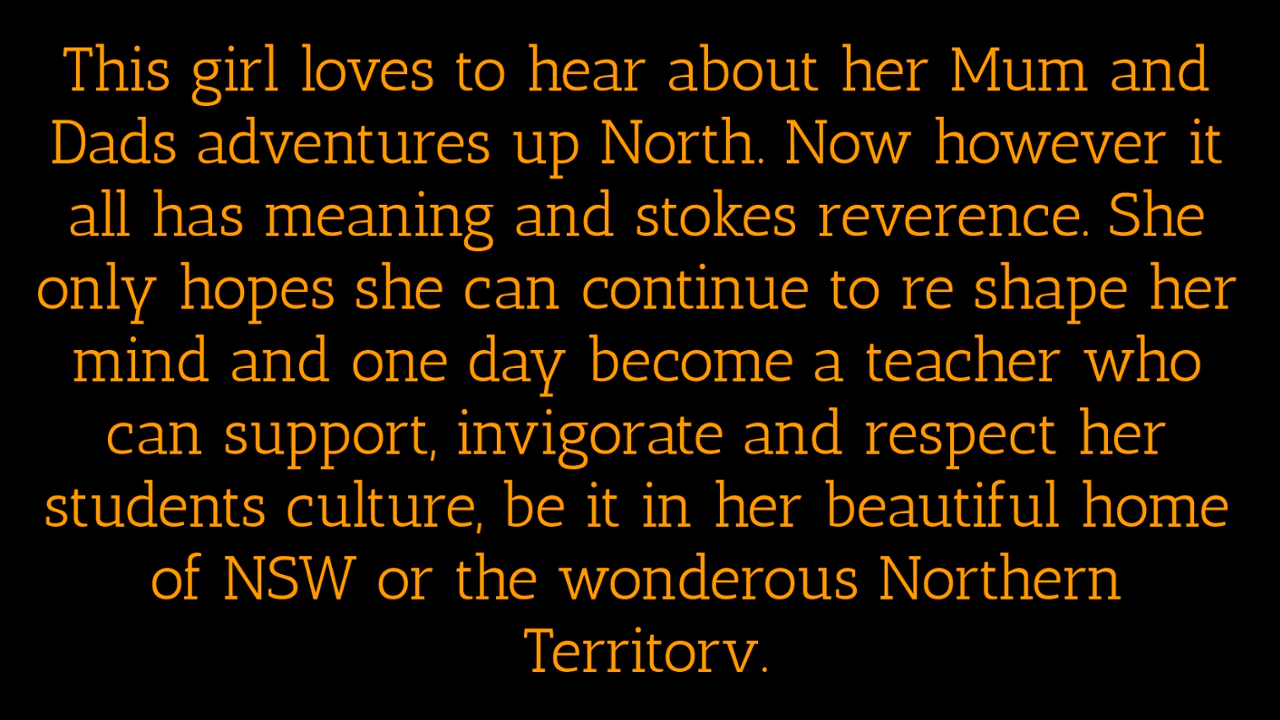 This girl loves to hear about her Mum and
Dads adventures up North. Now however it
all has meaning and stokes reverence. She
only hopes she can continue to re shape her
mind and one day become a teacher who
can support, invigorate and respect her
students culture, be it in her beautiful home
of NSW or the wonderous Northern
Territory.